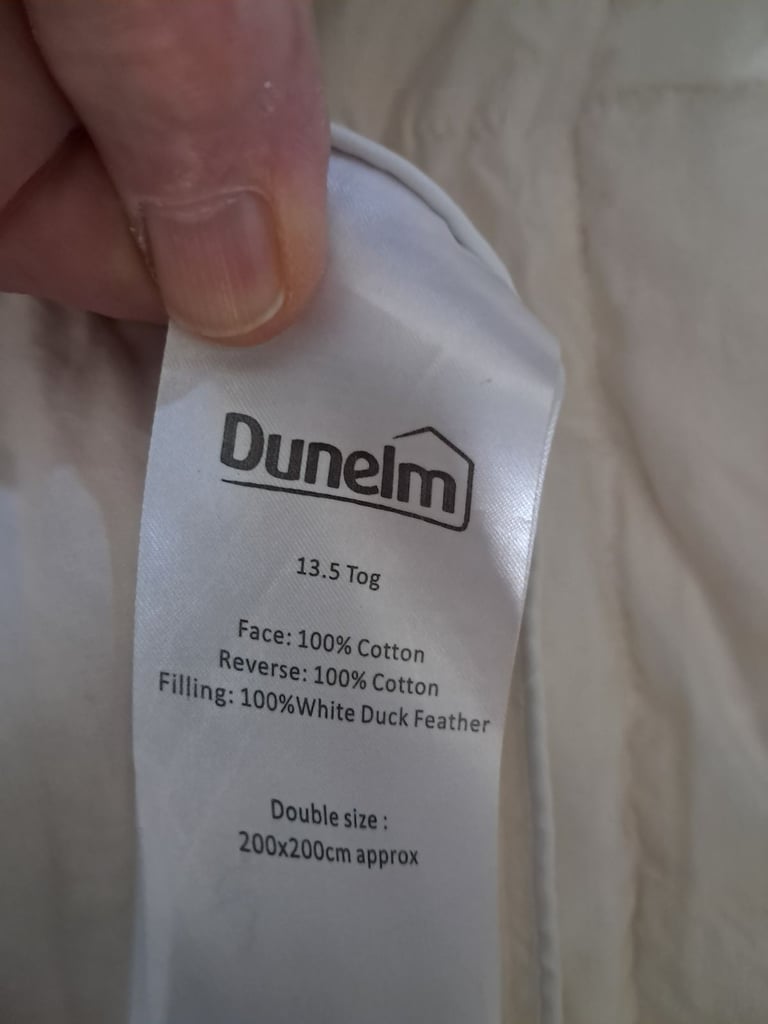 Dunelm
13.5 Tog
Face: 100% Cotton
Reverse: 100% Cotton
Filling: 100%White Duck Feather
Double size :
200x200cm approx